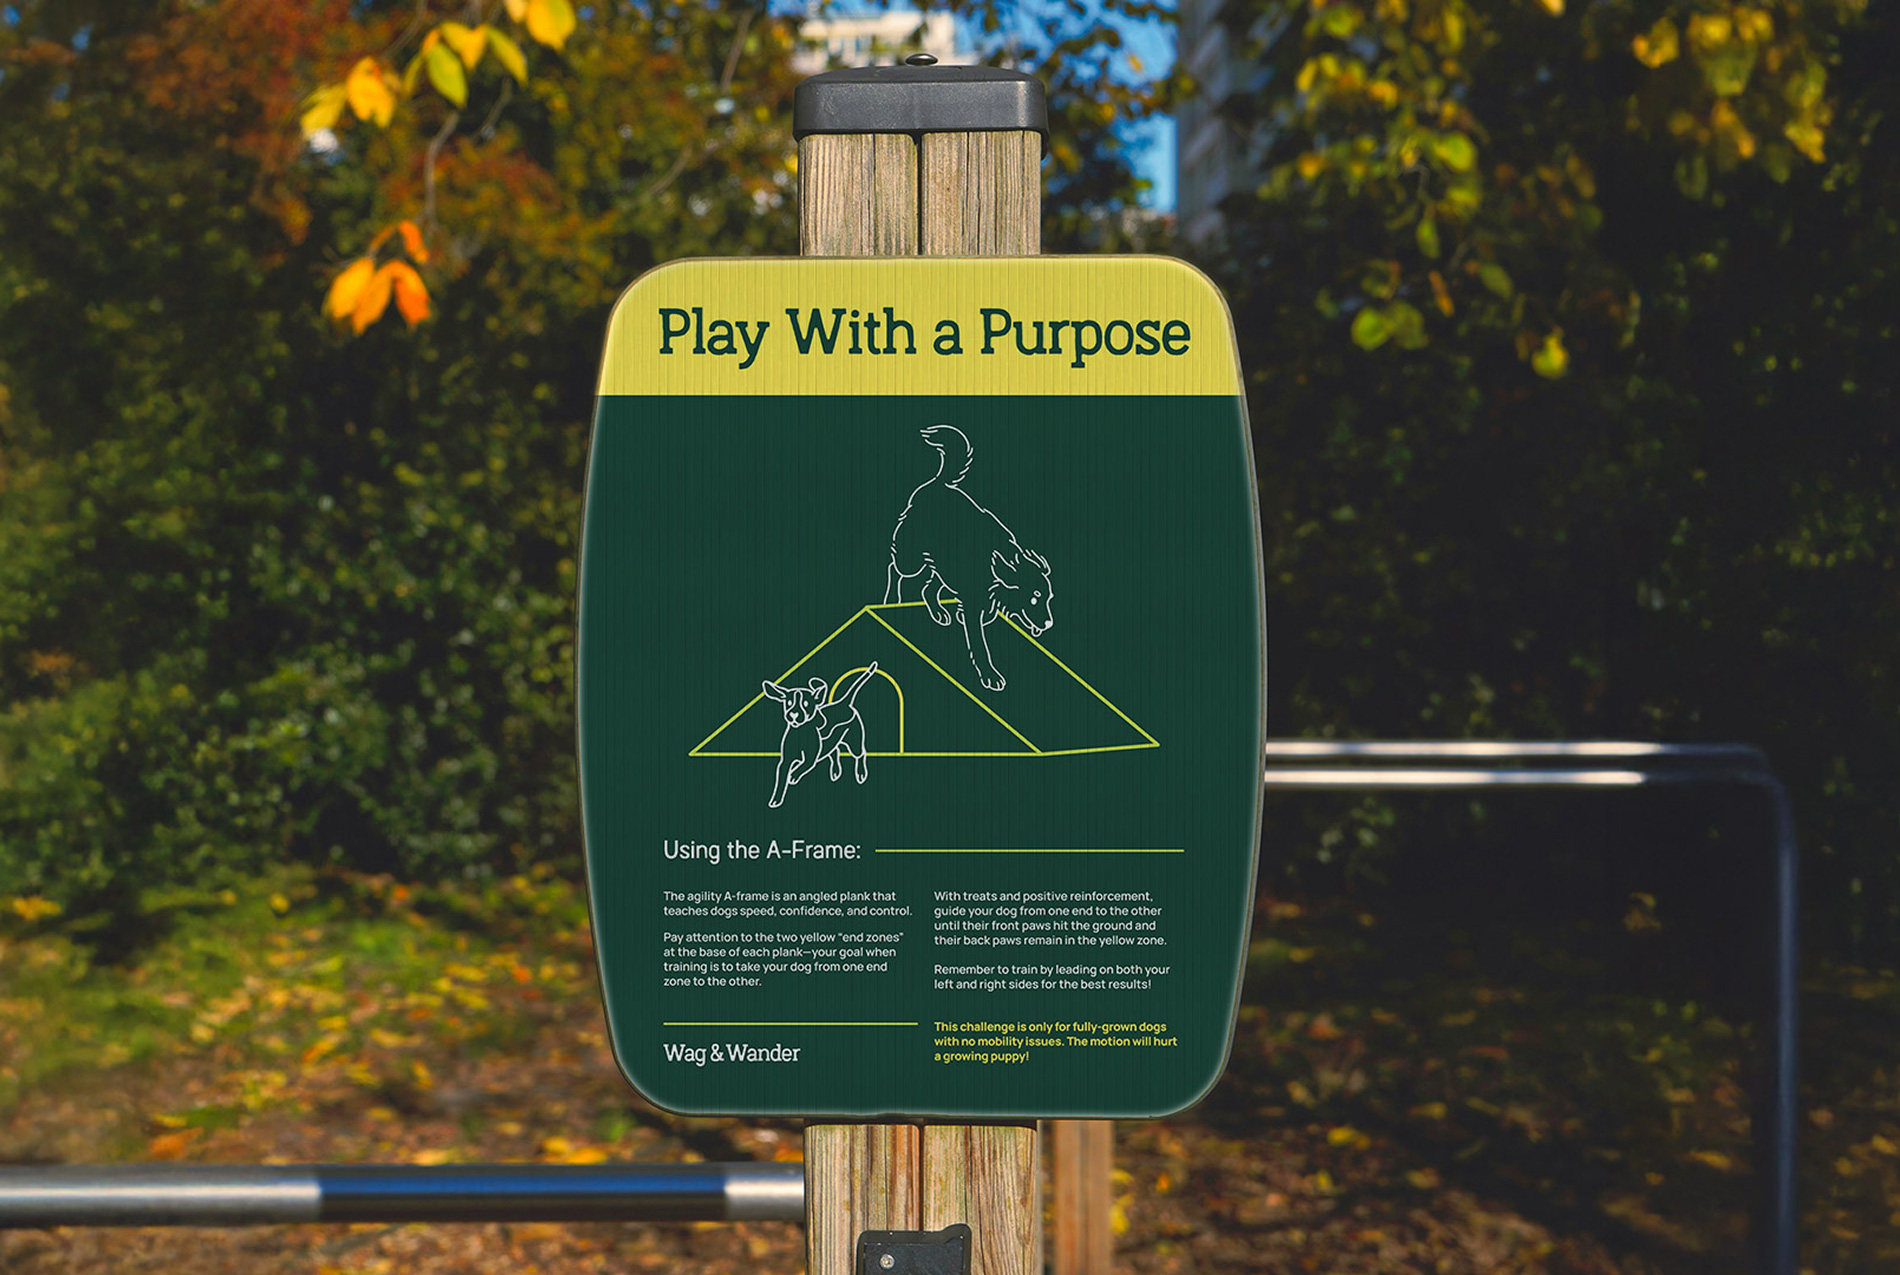 Play With a Purpose
Using the A-Frame:
The agility A-frame is an angled plank that
teaches dogs speed, confidence, and control.
Pay attention to the two yellow “end zones”
at the base of each plank—your goal when
training is to take your dog from one end
zone to the other.
With treats and positive reinforcement,
guide your dog from one end to the other
until their front paws hit the ground and
their back paws remain in the yellow zone.
Remember to train by leading on both your
left and right sides for the best results!
This challenge is only for fully-grown dogs
with no mobility issues. The motion will hurt
a growing puppy!
Wag & Wander